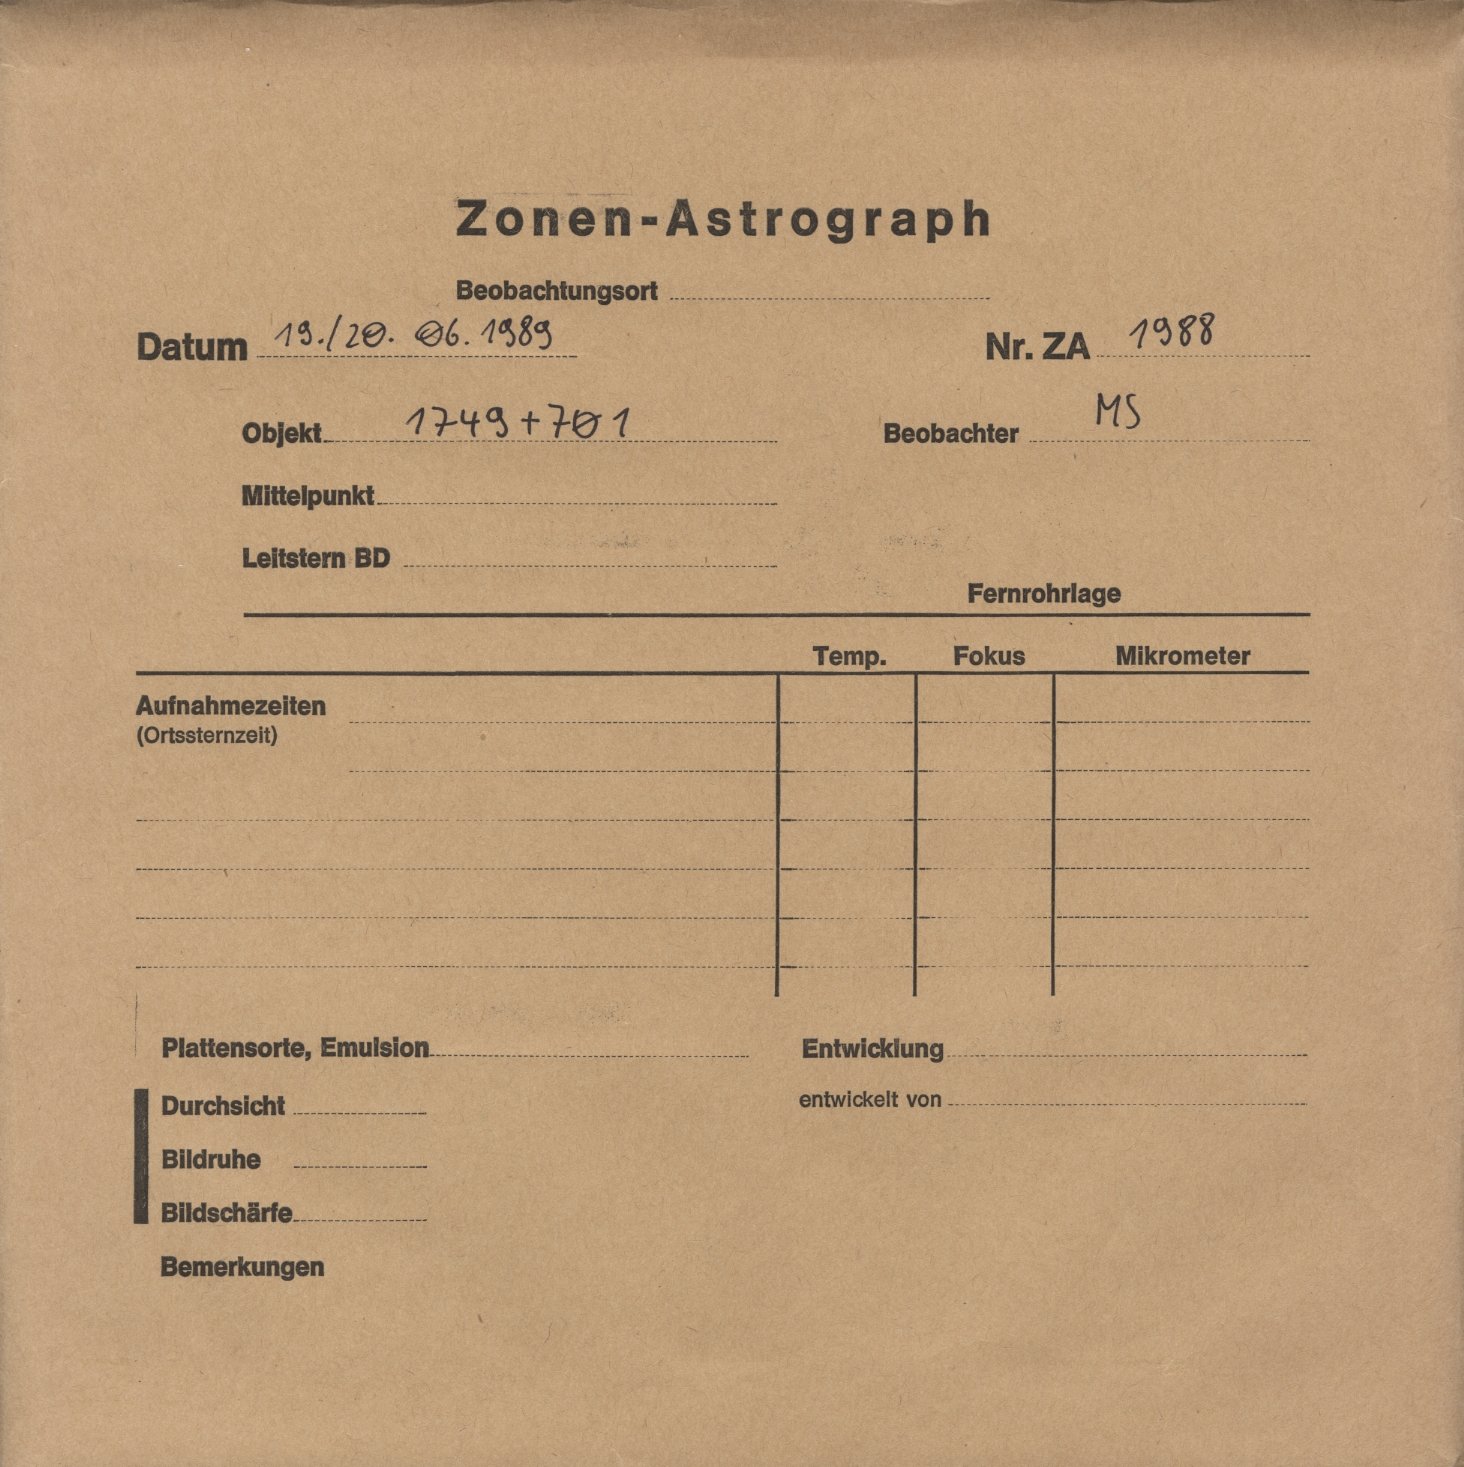 Zonen-Astrograph
Beobachtungsort
Datum 19./20. 06. 1989 Nr. ZA 1988
Objekt 1749+701 Beobachter MS
Mittelpunkt
Leitstern BD
Fernrohrlage
Temp. Fokus Mikrometer
Aufnahmezeiten
(Ortssternzeit)
Plattensorte, Emulsion Entwicklung
Durchsicht entwickelt von
Bildruhe
Bildschärfe
Bemerkungen